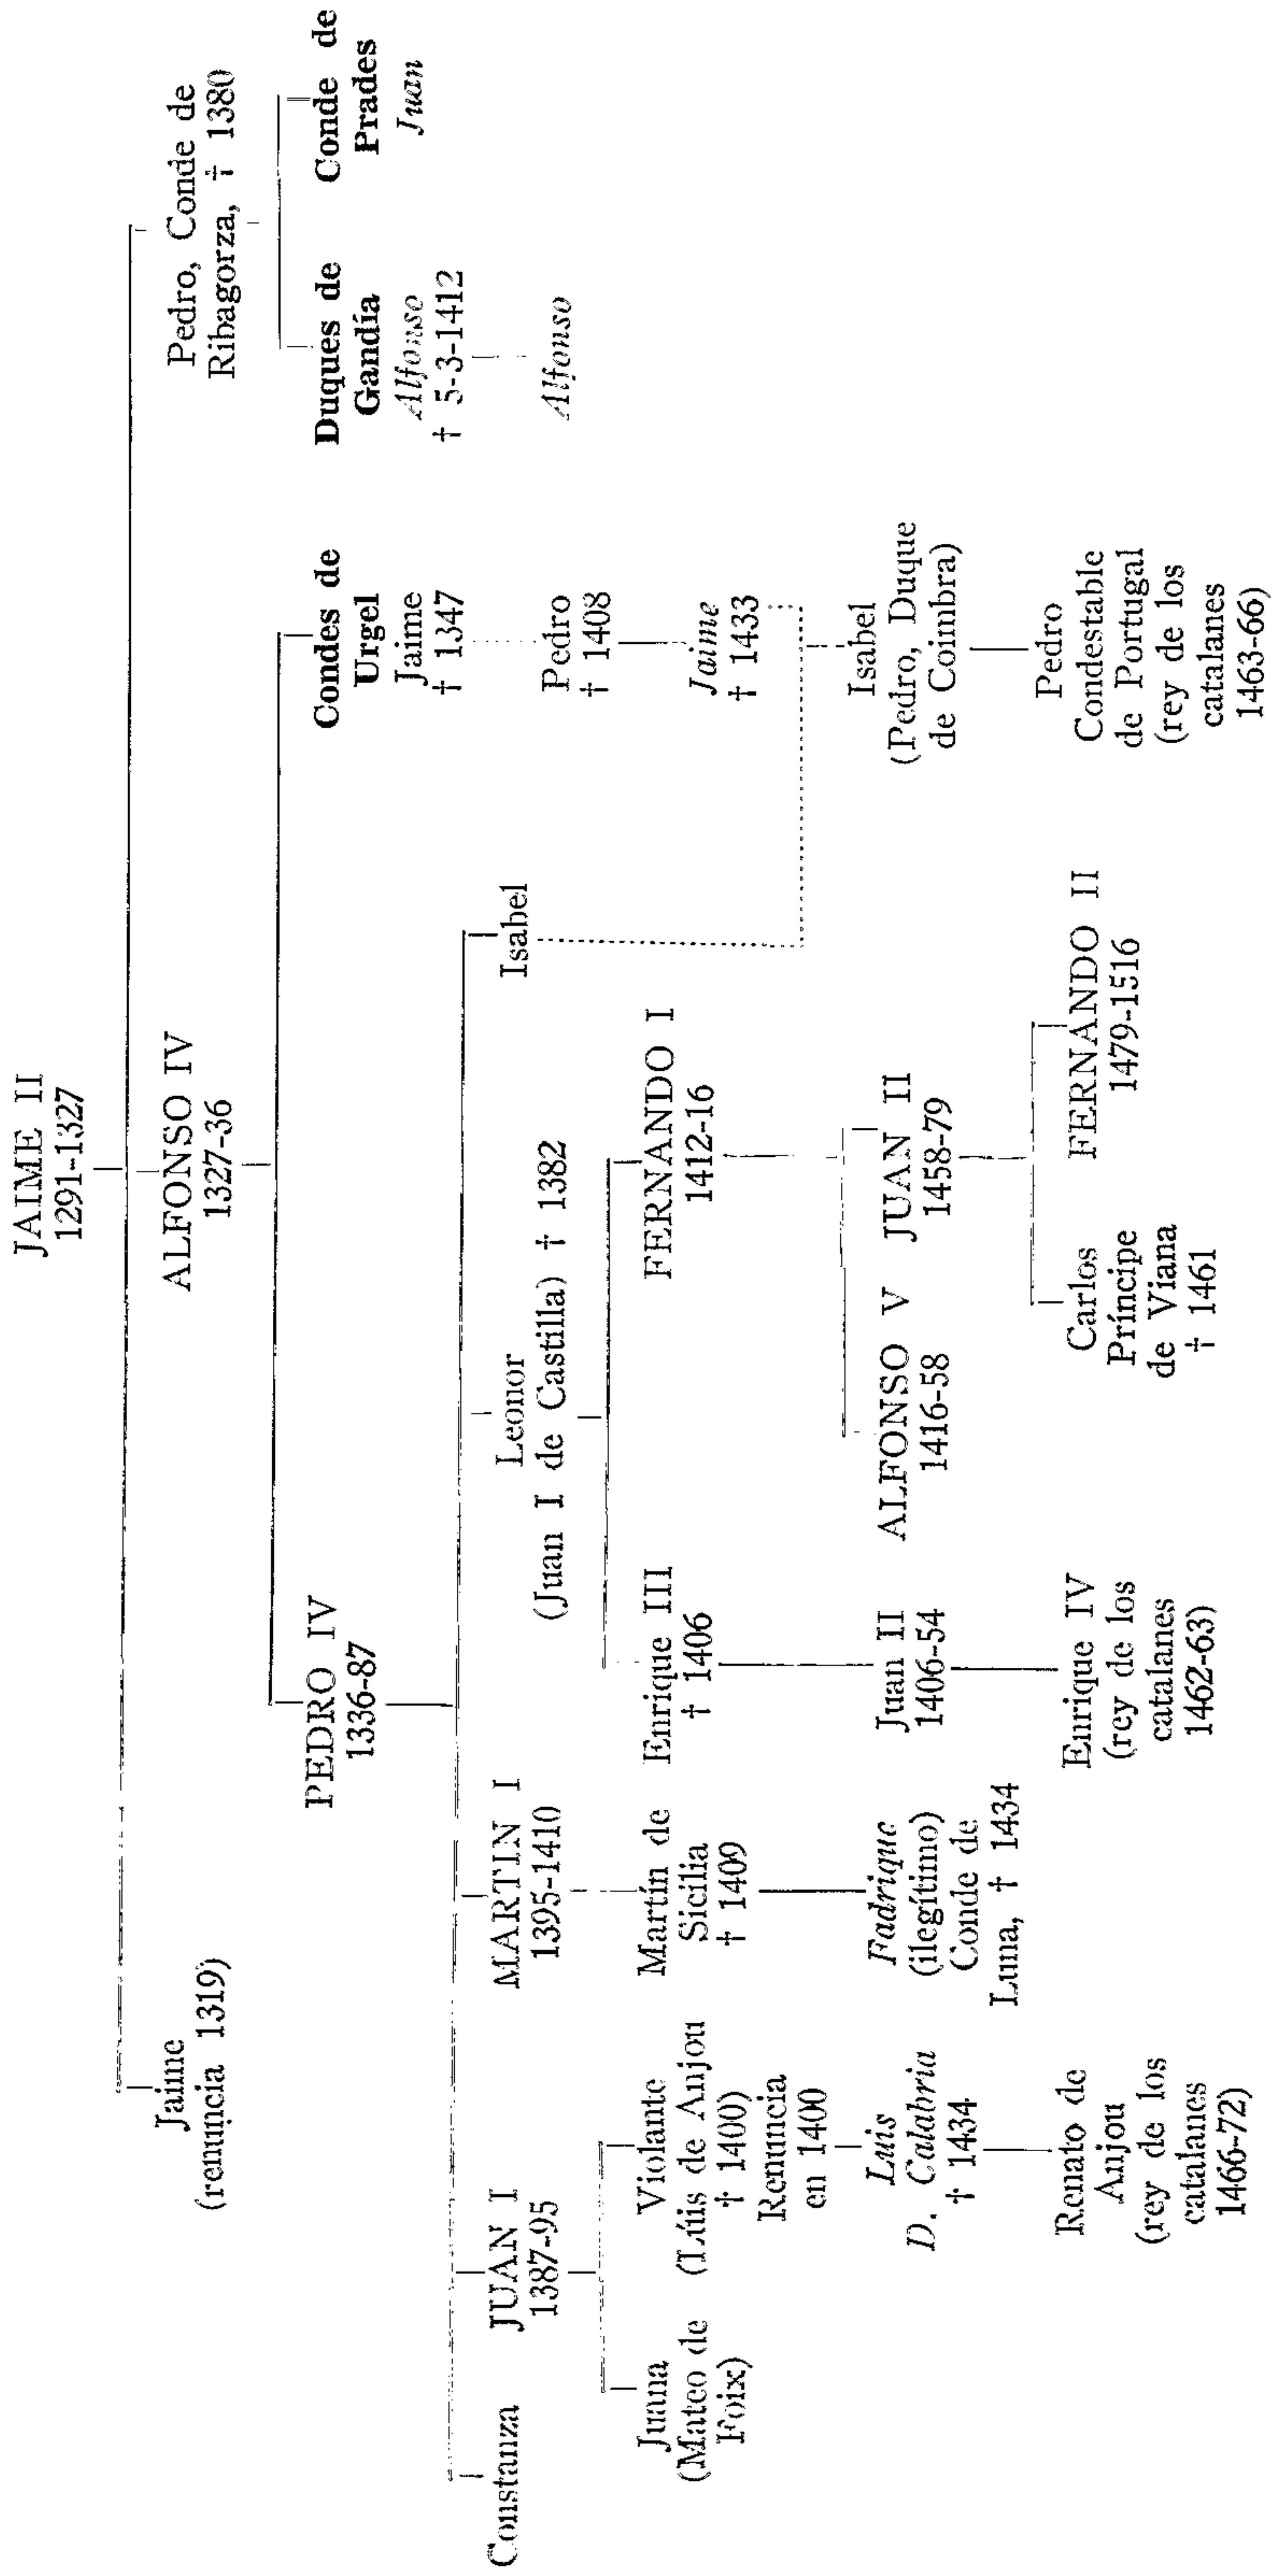 JAIME II
1291-1327
Jaime
(renuncia 1319)
ALFONSO IV
1327-36
Pedro, Conde de
Ribagorza, † 1380
PEDRO IV
1336-87
Condes de
Urgel
Jaime
† 1347
Duques de
Gandía
Alfonso
† 5-3-1412
Conde de
Prades
Juan
Constanza
JUAN I
1387-95
MARTIN I
1395-1410
Leonor
(Juan I de Castilla) † 1382
Isabel
Pedro
† 1408
Alfonso
Juana
(Mateo de
Foix)
Violante
(Luis de Anjou
† 1400)
Renuncia
en 1400
Martín de
Sicilia
† 1409
Enrique III
† 1406
FERNANDO I
1412-16
Jaime
† 1433
Luis
D. Calabria
† 1434
Fadrique
(ilegítimo)
Conde de
Luna, † 1434
Juan II
1406-54
ALFONSO V
1416-58
JUAN II
1458-79
Isabel
(Pedro, Duque
de Coimbra)
Renato de
Anjou
(rey de los
catalanes
1466-72)
Enrique IV
(rey de los
catalanes
1462-63)
Carlos
Príncipe
de Viana
† 1461
FERNANDO II
1479-1516
Pedro
Condestable
de Portugal
(rey de los
catalanes
1463-66)